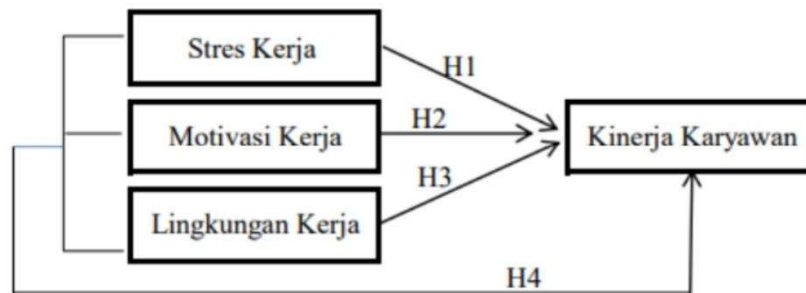 Stres Kerja
H1
Motivasi Kerja
H2
Kinerja Karyawan
H3
Lingkungan Kerja
H4